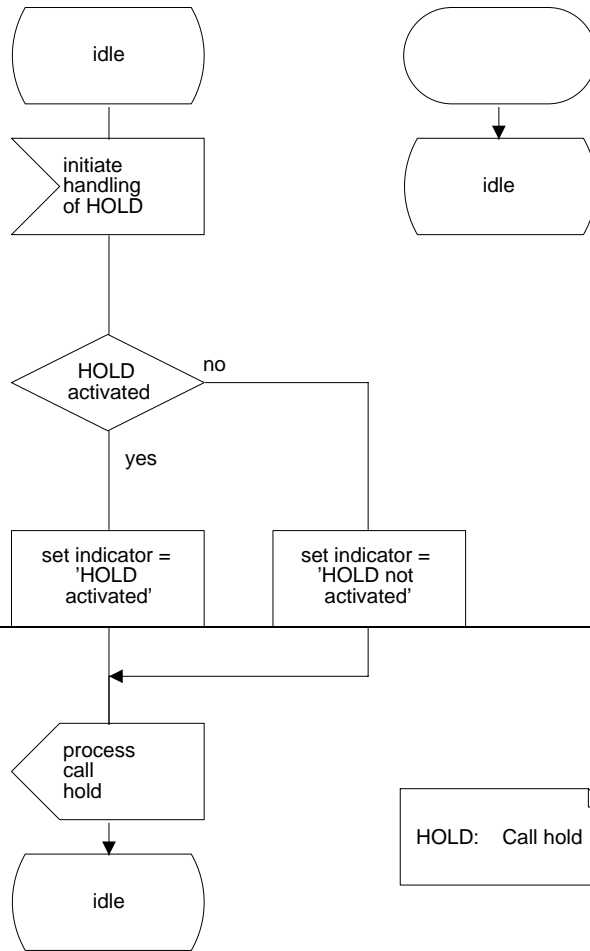 idle
initiate
handling
of HOLD
idle
HOLD
activated
no
yes
set indicator =
'HOLD
activated'
set indicator =
'HOLD not
activated'
process
call
hold
HOLD: Call hold
idle